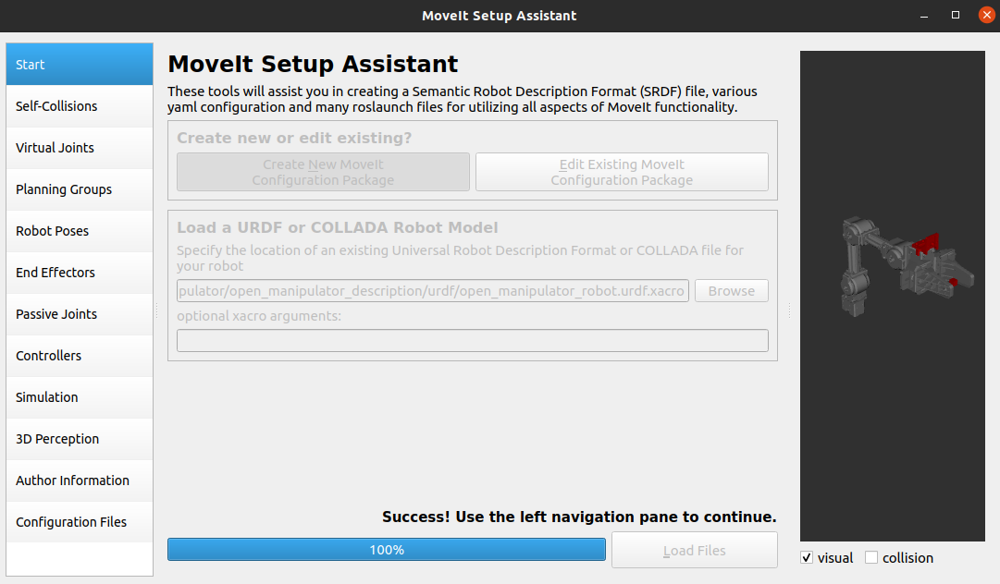 MoveIt Setup Assistant
Start
Self-Collisions
Virtual Joints
Planning Groups
Robot Poses
End Effectors
Passive Joints
Controllers
Simulation
3D Perception
Author Information
Configuration Files
MoveIt Setup Assistant
These tools will assist you in creating a Semantic Robot Description Format (SRDF) file, various
yaml configuration and many roslaunch files for utilizing all aspects of MoveIt functionality.
Create new or edit existing?
Create New MoveIt
Configuration Package
Edit Existing MoveIt
Configuration Package
Load a URDF or COLLADA Robot Model
Specify the location of an existing Universal Robot Description Format or COLLADA file for
your robot
pulator/open_manipulator_description/urdf/open_manipulator_robot.urdf.xacro
Browse
optional xacro arguments:
Success! Use the left navigation pane to continue.
100%
Load Files
visual
collision